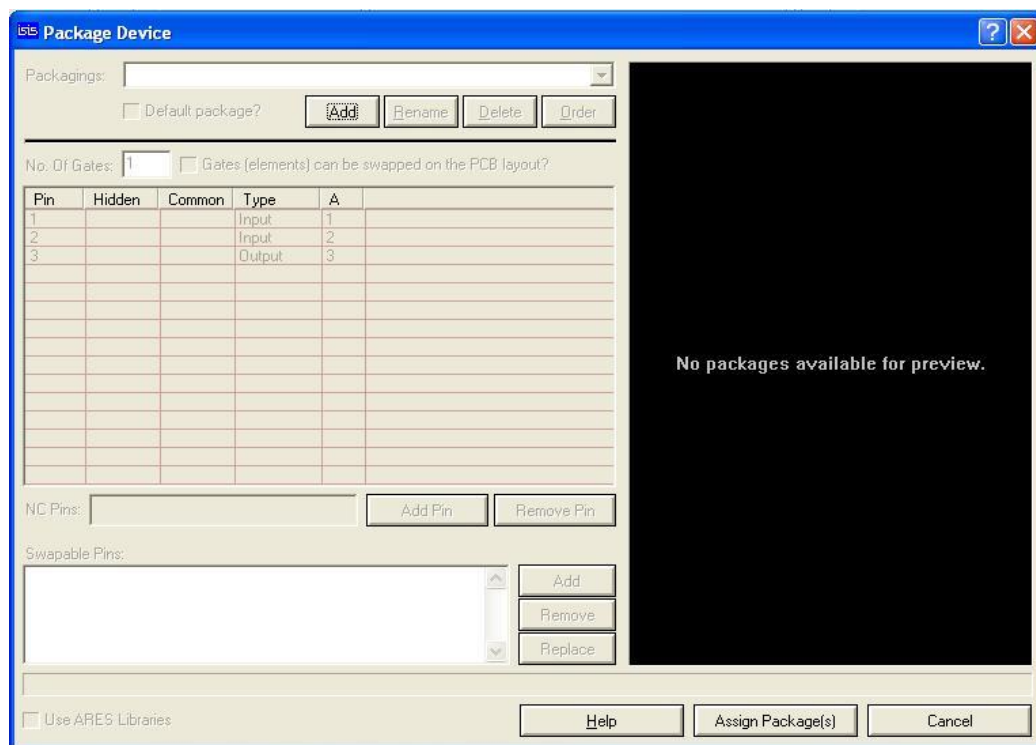 isis Package Device
Packagings:
Default package? Add Rename Delete Order
No. Of Gates: 1 Gates (elements) can be swapped on the PCB layout?
Pin Hidden Common Type A
1 Input 1
2 Input 2
3 Output 3
No packages available for preview.
NC Pins: Add Pin Remove Pin
Swapable Pins:
Add
Remove
Replace
Use ARES Libraries Help Assign Package(s) Cancel